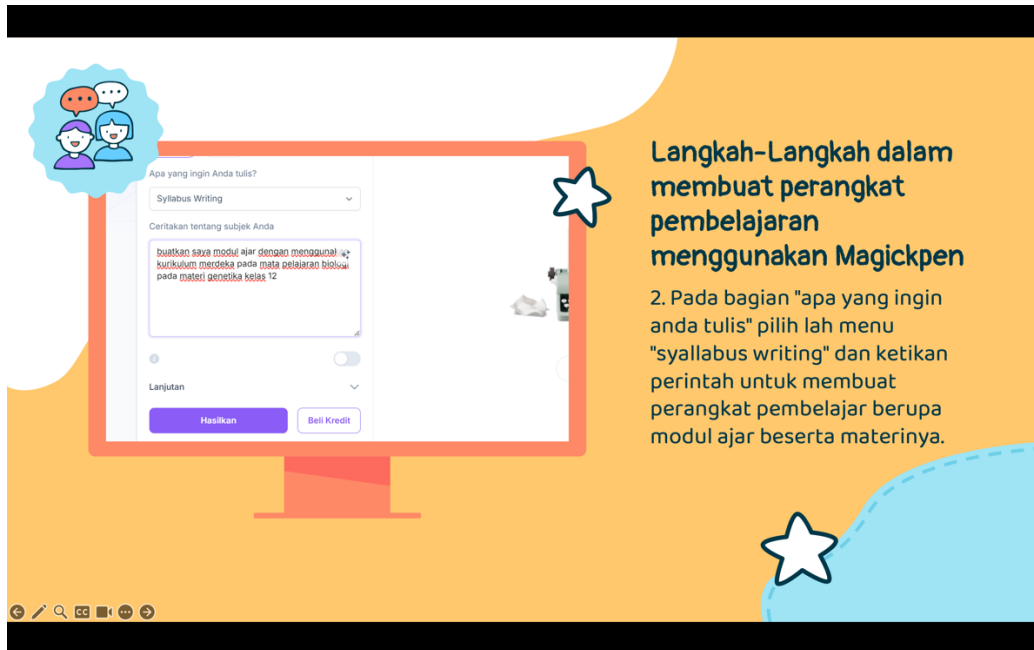 Apa yang ingin Anda tulis?
Syllabus Writing
Ceritakan tentang subjek Anda
buatkan saya modul ajar dengan menggunal
kurikulum merdeka pada mata pelajaran biologi
pada materi genetika kelas 12
Lanjutan
Hasilkan
Beli Kredit
Langkah-Langkah dalam
membuat perangkat
pembelajaran
menggunakan Magickpen
2. Pada bagian "apa yang ingin
anda tulis" pilih lah menu
"syallabus writing" dan ketikan
perintah untuk membuat
perangkat pembelajar berupa
modul ajar beserta materinya.
CC